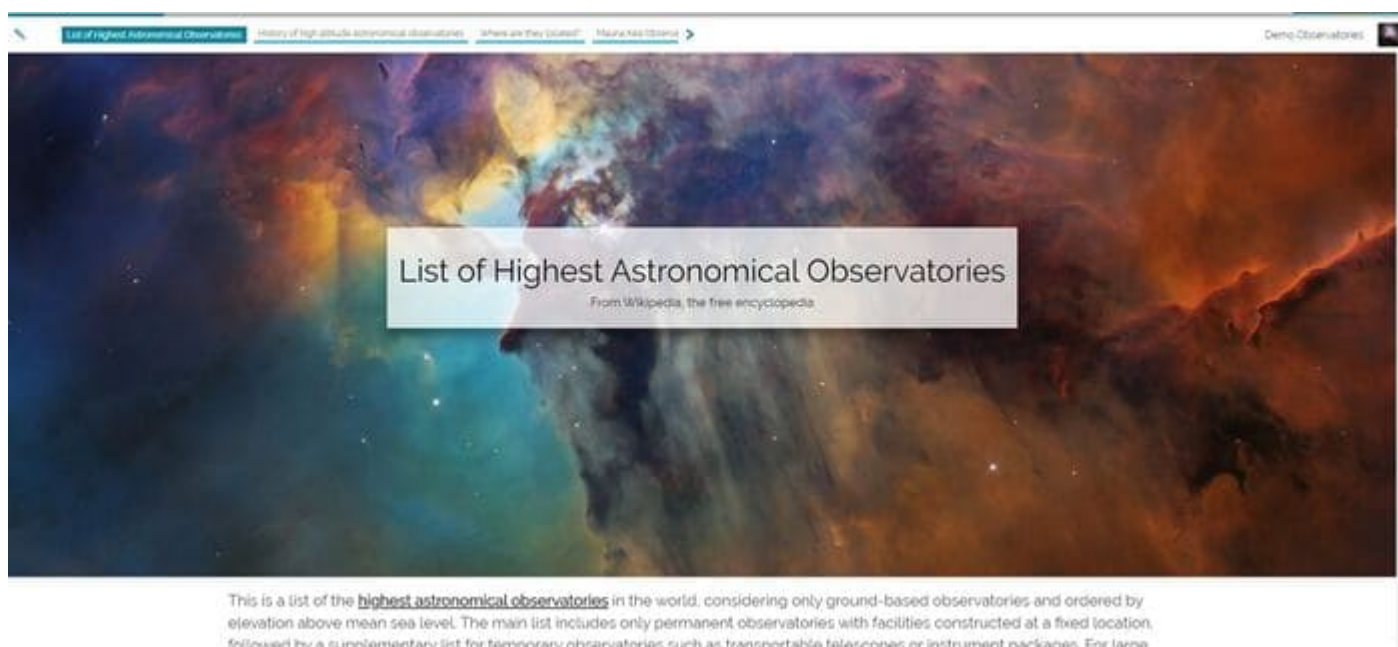 List of Highest Astronomical Observatories
History of high altitude astronomical observatories
Where are they located?
Mauna Kea Observa
Demo Observatories
List of Highest Astronomical Observatories
From Wikipedia, the free encyclopedia
This is a list of the highest astronomical observatories in the world, considering only ground-based observatories and ordered by
elevation above mean sea level. The main list includes only permanent observatories with facilities constructed at a fixed location,
followed by a supplementary list for temporary observatories such as transportable telescopes or instrument packages. For large